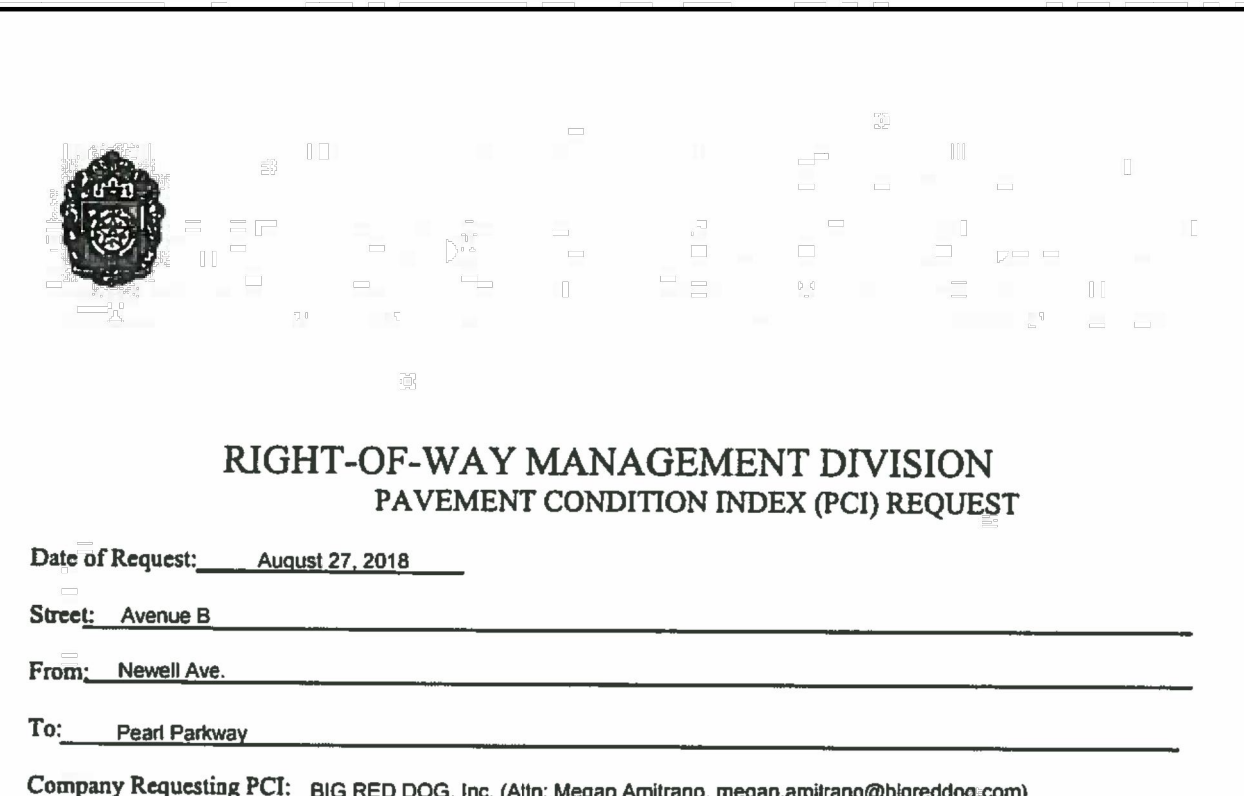 RIGHT-OF-WAY MANAGEMENT DIVISION
PAVEMENT CONDITION INDEX (PCI) REQUEST
Date of Request: August 27, 2018
Street: Avenue B
From: Newell Ave.
To: Pearl Parkway
Company Requesting PCI: BIG RED DOG, Inc. (Attn: Megan Amitrano, megan.amitrano@bigreddog.com)